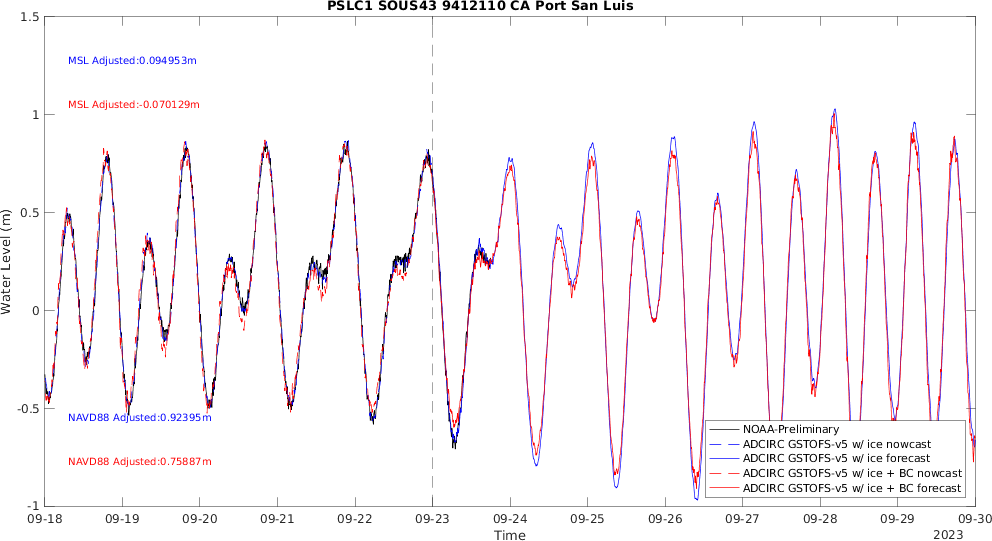 PSLC1 SOUS43 9412110 CA Port San Luis
1.5
1
0.5
0
-0.5
-1
Water Level (m)
MSL Adjusted:0.094953m
MSL Adjusted:-0.070129m
NAVD88 Adjusted:0.92395m
NAVD88 Adjusted:0.75887m
NOAA-Preliminary
ADCIRC GSTOFS-v5 w/ ice nowcast
ADCIRC GSTOFS-v5 w/ ice forecast
ADCIRC GSTOFS-v5 w/ ice + BC nowcast
ADCIRC GSTOFS-v5 w/ ice + BC forecast
09-18 09-19 09-20 09-21 09-22 09-23 09-24 09-25 09-26 09-27 09-28 09-29 09-30
Time
2023